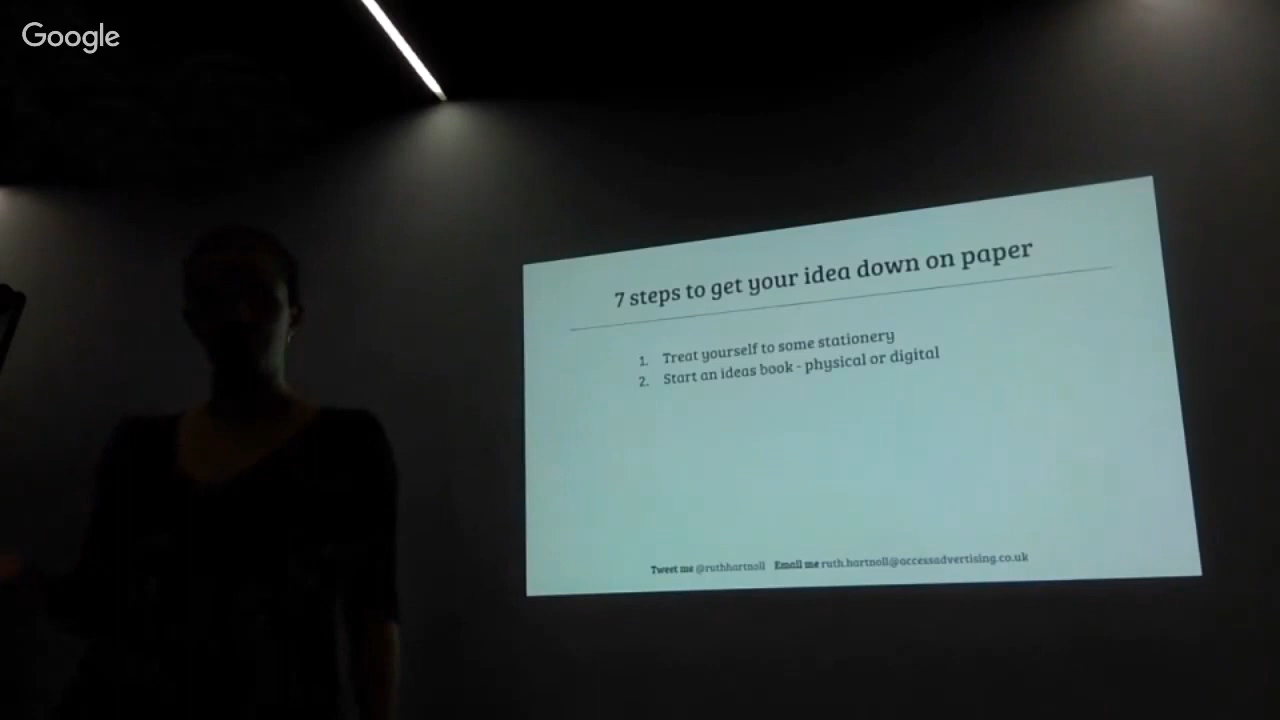 Google
7 steps to get your idea down on paper
1. Treat yourself to some stationery
2. Start an ideas book - physical or digital
Tweet me @ruthhartnoll Email me ruth.hartnoll@accessadvertising.co.uk